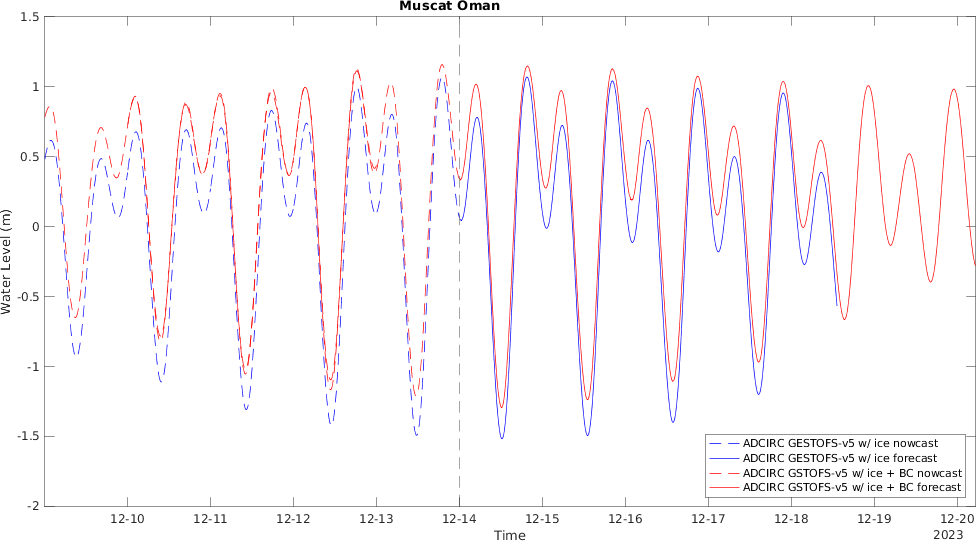 Muscat Oman
1.5
1
0.5
0
-0.5
-1
-1.5
-2
Water Level (m)
12-10 12-11 12-12 12-13 12-14 12-15 12-16 12-17 12-18 12-19 12-20
Time
2023
ADCIRC GESTOFS-v5 w/ ice nowcast
ADCIRC GESTOFS-v5 w/ ice forecast
ADCIRC GSTOFS-v5 w/ ice + BC nowcast
ADCIRC GSTOFS-v5 w/ ice + BC forecast